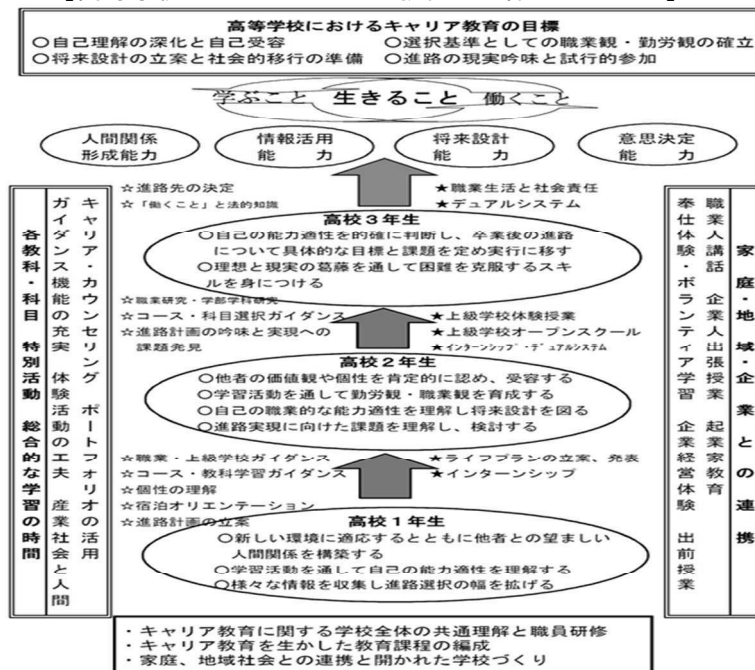 高等学校におけるキャリア教育の目標
○自己理解の深化と自己受容　○選択基準としての職業観・勤労観の確立
○将来設計の立案と社会的移行の準備　○進路の現実吟味と試行的参加
学ぶこと　生きること　働くこと
人間関係
形成能力
情報活用
能　力
将来設計
能　力
意思決定
能　力
各教科・科目　特別活動　総合的な学習の時間
ガイダンス機能の充実　体験活動の工夫　産業社会と人間
キャリア・カウンセリング　ポートフォリオの活用
☆進路先の決定
☆「働くこと」と法的知識
★職業生活と社会責任
★デュアルシステム
高校３年生
○自己の能力適性を的確に判断し、卒業後の進路
について具体的な目標と課題を定め実行に移す
○理想と現実の葛藤を通して困難を克服するスキ
ルを身につける
☆職業研究・学部学科研究
☆コース・科目選択ガイダンス
☆進路計画の吟味と実現への
課題発見
★上級学校体験授業
★上級学校オープンスクール
★インターンシップ・デュアルシステム
高校２年生
○他者の価値観や個性を肯定的に認め、受容する
○学習活動を通して勤労観・職業観を育成する
○自己の職業的な能力適性を理解し将来設計を図る
○進路実現に向けた課題を理解し、検討する
☆職業・上級学校ガイダンス
☆コース・教科学習ガイダンス
☆個性の理解
☆宿泊オリエンテーション
☆進路計画の立案
★ライフプランの立案、発表
★インターンシップ
高校１年生
○新しい環境に適応するとともに他者との望ましい
人間関係を構築する
○学習活動を通して自己の能力適性を理解する
○様々な情報を収集し進路選択の幅を拡げる
家庭・地域・企業との連携
職業人講話　企業人出張授業　起業家教育
奉仕体験・ボランティア学習　企業経営体験　出前授業
・キャリア教育に関する学校全体の共通理解と職員研修
・キャリア教育を生かした教育課程の編成
・家庭、地域社会との連携と開かれた学校づくり